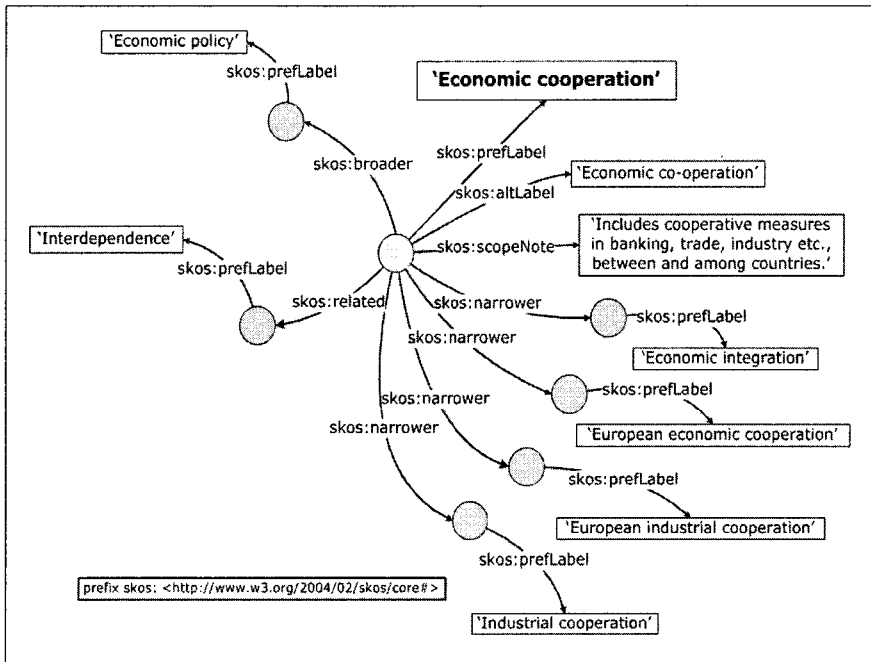 ‘Economic policy’
skos:prefLabel
‘Economic cooperation’
skos:prefLabel
skos:broader
skos:altLabel
‘Economic co-operation’
‘Interdependence’
skos:prefLabel
skos:scopeNote
‘Includes cooperative measures
in banking, trade, industry etc.,
between and among countries.’
skos:related
skos:narrower
skos:prefLabel
‘Economic integration’
skos:narrower
skos:prefLabel
‘European economic cooperation’
skos:narrower
skos:prefLabel
‘European industrial cooperation’
skos:narrower
skos:prefLabel
‘Industrial cooperation’
prefix skos: <http://www.w3.org/2004/02/skos/core#>